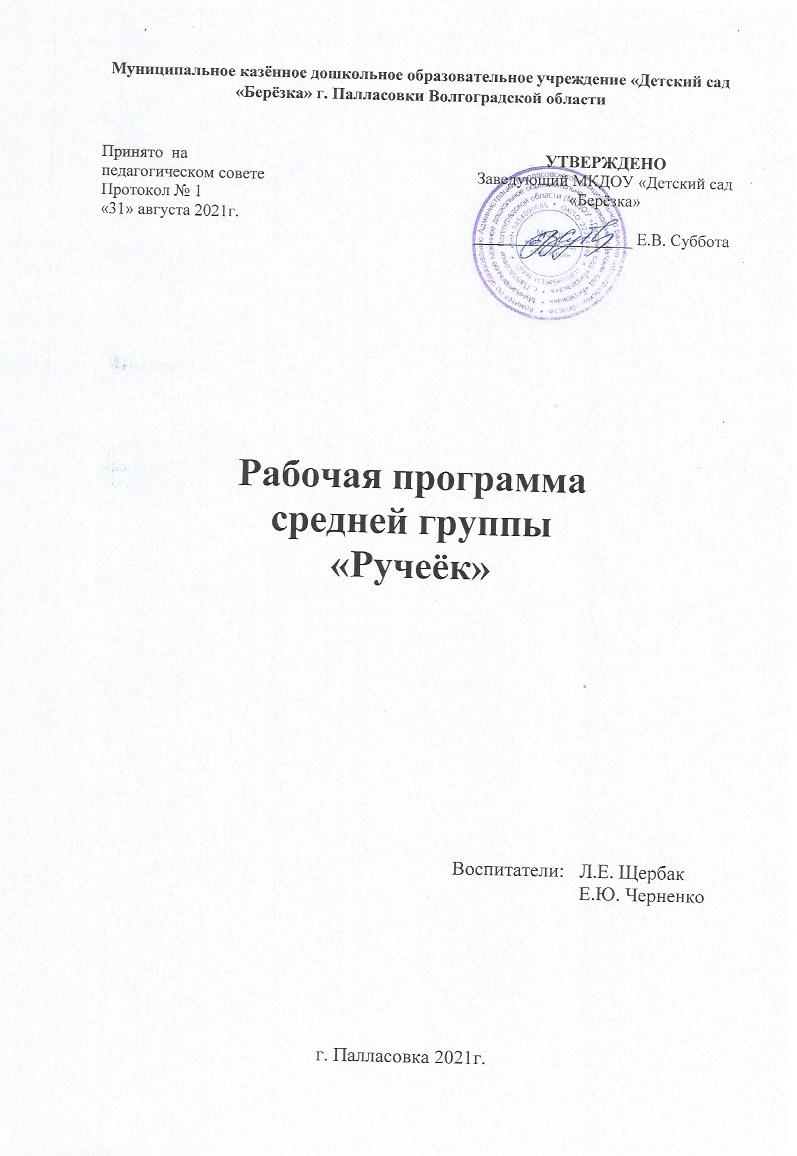 Муниципальное казённое дошкольное образовательное учреждение «Детский сад
«Берёзка» г. Палласовки Волгоградской области
Принято на
педагогическом совете
Протокол № 1
«31» августа 2021г.
УТВЕРЖДЕНО
Заведующий МКДОУ «Детский сад
«Берёзка»
Е.В. Суббота
Рабочая программа
средней группы
«Ручеёк»
Воспитатели: Л.Е. Щербак
Е.Ю. Черненко
г. Палласовка 2021г.